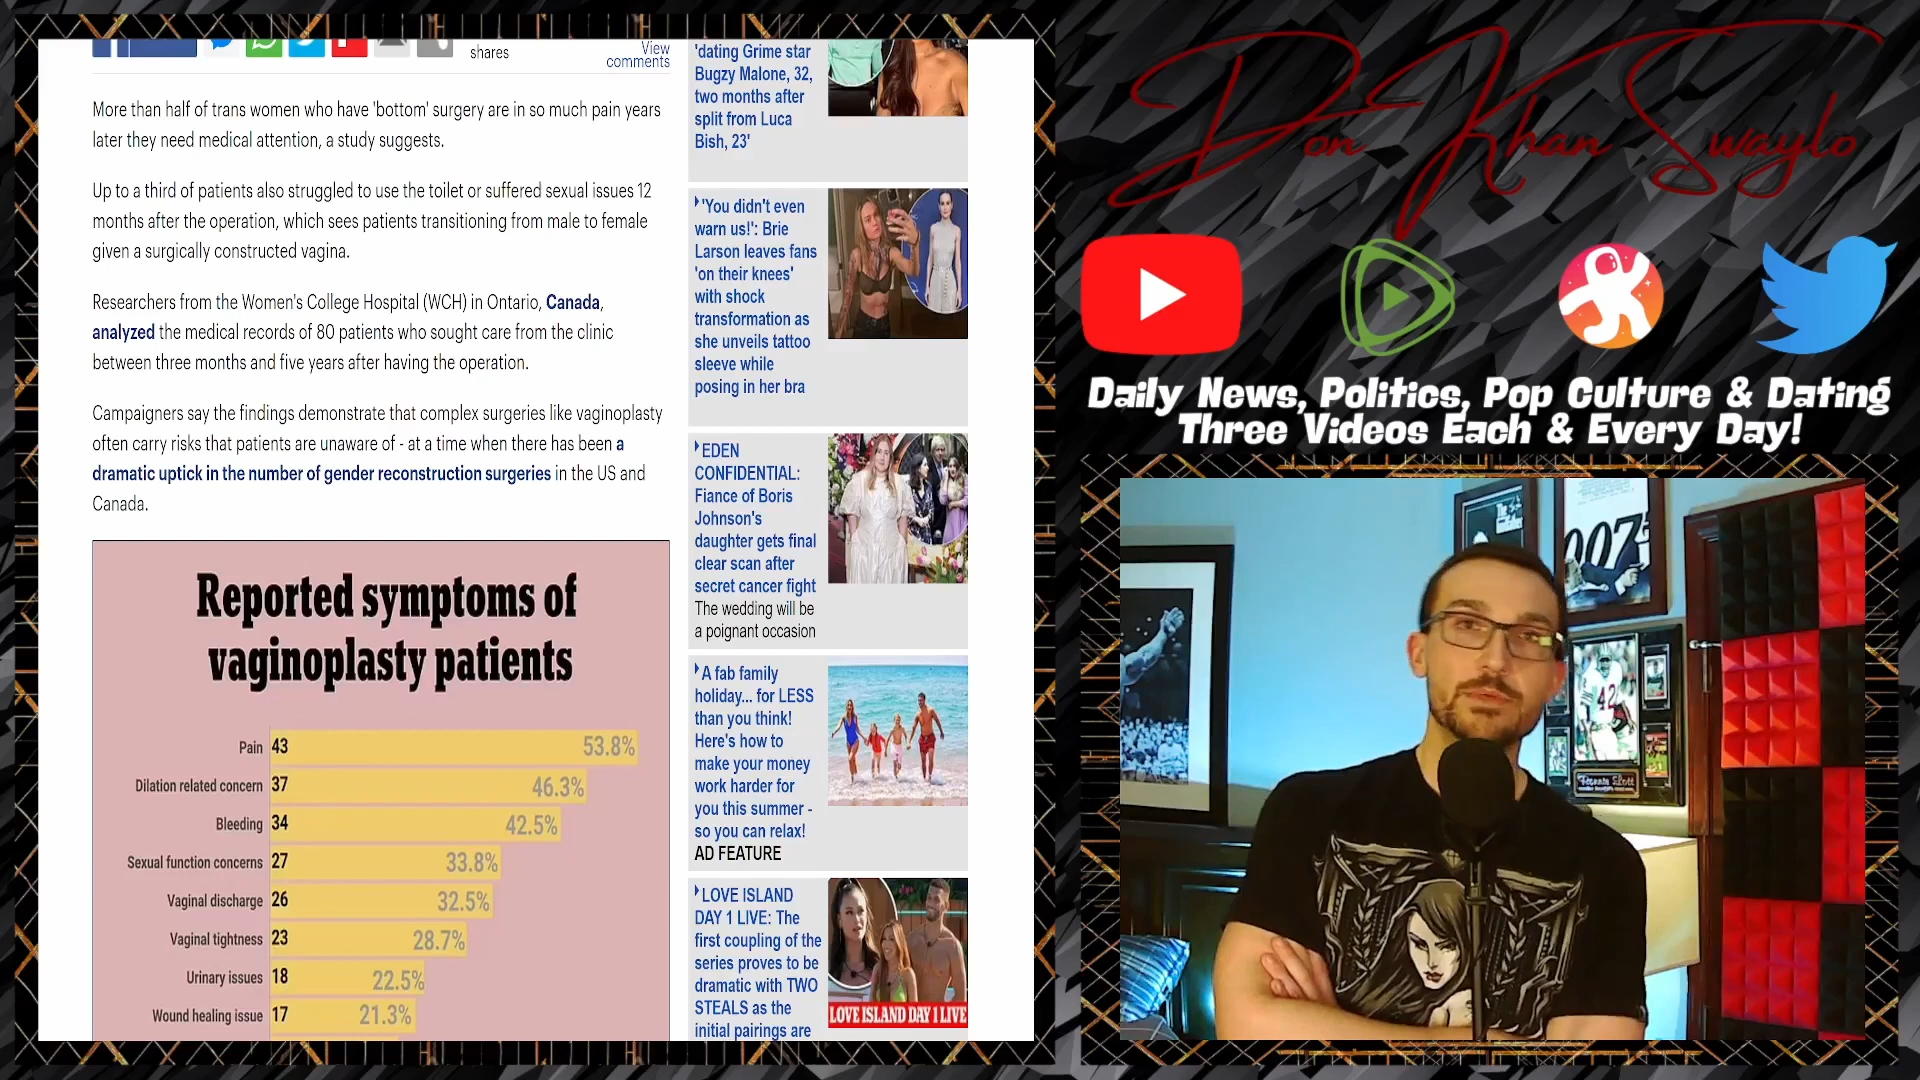 shares
View
comments
More than half of trans women who have 'bottom' surgery are in so much pain years
later they need medical attention, a study suggests.
Up to a third of patients also struggled to use the toilet or suffered sexual issues 12
months after the operation, which sees patients transitioning from male to female
given a surgically constructed vagina.
Researchers from the Women's College Hospital (WCH) in Ontario, Canada,
analyzed the medical records of 80 patients who sought care from the clinic
between three months and five years after having the operation.
Campaigners say the findings demonstrate that complex surgeries like vaginoplasty
often carry risks that patients are unaware of - at a time when there has been a
dramatic uptick in the number of gender reconstruction surgeries in the US and
Canada.
Reported symptoms of
vaginoplasty patients
Pain 43 53.8%
Dilation related concern 37 46.3%
Bleeding 34 42.5%
Sexual function concerns 27 33.8%
Vaginal discharge 26 32.5%
Vaginal tightness 23 28.7%
Urinary issues 18 22.5%
Wound healing issue 17 21.3%
'dating Grime star
Bugzy Malone, 32,
two months after
split from Luca
Bish, 23'
'You didn't even
warn us!': Brie
Larson leaves fans
'on their knees'
with shock
transformation as
she unveils tattoo
sleeve while
posing in her bra
EDEN
CONFIDENTIAL:
Fiance of Boris
Johnson's
daughter gets final
clear scan after
secret cancer fight
The wedding will be
a poignant occasion
A fab family
holiday... for LESS
than you think!
Here's how to
make your money
work harder for
you this summer -
so you can relax!
AD FEATURE
LOVE ISLAND
DAY 1 LIVE: The
first coupling of the
series proves to be
dramatic with TWO
STEALS as the
initial pairings are
LOVE ISLAND DAY 1 LIVE
Don Khan Swaylo
Daily News, Politics, Pop Culture & Dating
Three Videos Each & Every Day!
007
42
Ronnie Lott